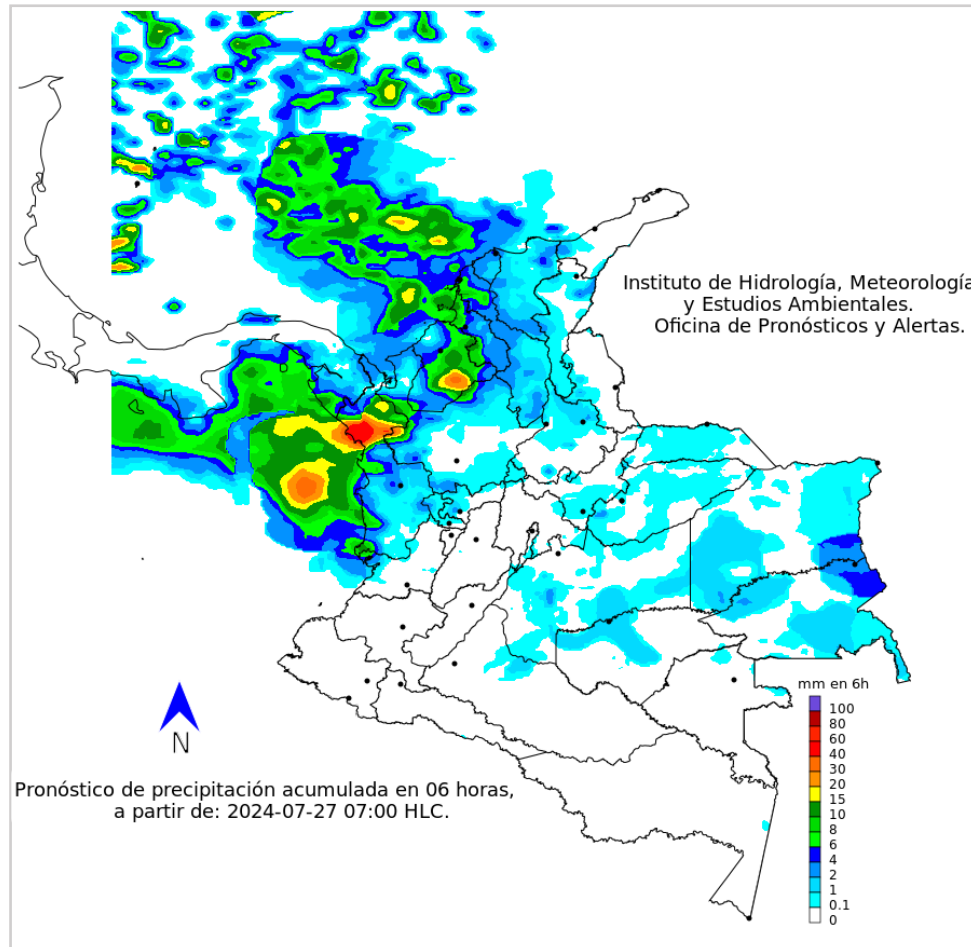 Instituto de Hidrología, Meteorología
y Estudios Ambientales.
Oficina de Pronósticos y Alertas.
mm en 6h
100
80
60
40
30
20
15
10
8
6
4
2
1
0.1
0
N
Pronóstico de precipitación acumulada en 06 horas,
a partir de: 2024-07-27 07:00 HLC.